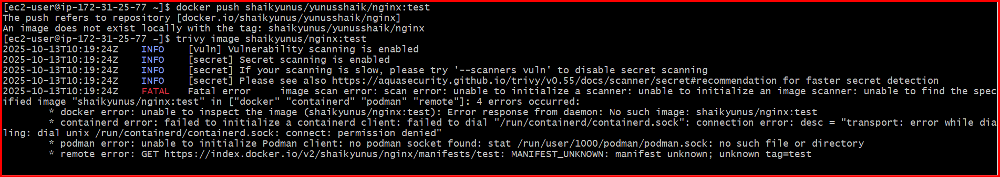 [ec2-user@ip-172-31-25-77 ~]$ docker push shaikyunus/yunusshaik/nginx:test
The push refers to repository [docker.io/shaikyunus/yunusshaik/nginx]
An image does not exist locally with the tag: shaikyunus/yunusshaik/nginx
[ec2-user@ip-172-31-25-77 ~]$ trivy image shaikyunus/nginx:test
2025-10-13T10:19:24Z    INFO    [vuln] Vulnerability scanning is enabled
2025-10-13T10:19:24Z    INFO    [secret] Secret scanning is enabled
2025-10-13T10:19:24Z    INFO    [secret] If your scanning is slow, please try '--scanners vuln' to disable secret scanning
2025-10-13T10:19:24Z    INFO    [secret] Please see also https://aquasecurity.github.io/trivy/v0.55/docs/scanner/secret#recommendation for faster secret detection
2025-10-13T10:19:24Z    FATAL   Fatal error     image scan error: scan error: unable to initialize a scanner: unable to initialize an image scanner: unable to find the spec
ified image "shaikyunus/nginx:test" in ["docker" "containerd" "podman" "remote"]: 4 errors occurred:
        * docker error: unable to inspect the image (shaikyunus/nginx:test): Error response from daemon: No such image: shaikyunus/nginx:test
        * containerd error: failed to initialize a containerd client: failed to dial "/run/containerd/containerd.sock": connection error: desc = "transport: error while dia
ling: dial unix /run/containerd/containerd.sock: connect: permission denied"
        * podman error: unable to initialize Podman client: no podman socket found: stat /run/user/1000/podman/podman.sock: no such file or directory
        * remote error: GET https://index.docker.io/v2/shaikyunus/nginx/manifests/test: MANIFEST_UNKNOWN: manifest unknown; unknown tag=test